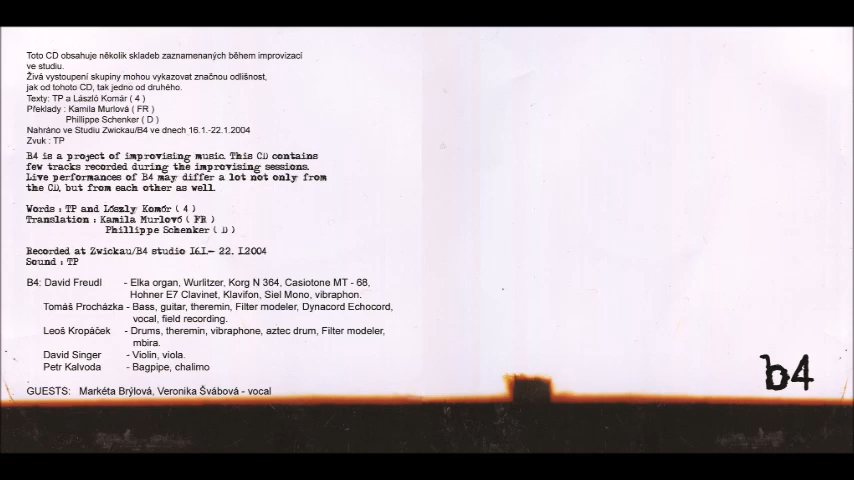 Toto CD obsahuje několik skladeb zaznamenaných během improvizací
ve studiu.
Živá vystoupení skupiny mohou vykazovat značnou odlišnost,
jak od tohoto CD, tak jedno od druhého.
Texty: TP a László Komár ( 4 )
Překlady : Kamila Murlová ( FR )
Phillippe Schenker ( D )
Nahráno ve Studiu Zwickau/B4 ve dnech 16.1.-22.1.2004
Zvuk : TP
B4 is a project of improvising music. This CD contains
few tracks recorded during the improvising sessions.
Live performances of B4 may differ a lot not only from
the CD, but from each other as well.
Words : TP and Lószly Komór ( 4 )
Translation : Kamila Murlovó ( FR )
Phillippe Schenker ( D )
Recorded at Zwickau/B4 studio 16.1.- 22. 1.2004
Sound : TP
B4: David Freudl - Elka organ, Wurlitzer, Korg N 364, Casiotone MT - 68,
Hohner E7 Clavinet, Klavifon, Siel Mono, vibraphon.
Tomáš Procházka - Bass, guitar, theremin, Filter modeler, Dynacord Echocord,
vocal, field recording.
Leoš Kropáček - Drums, theremin, vibraphone, aztec drum, Filter modeler,
mbira.
David Singer - Violin, viola.
Petr Kalvoda - Bagpipe, chalimo
GUESTS: Markéta Brýlová, Veronika Švábová - vocal
b4